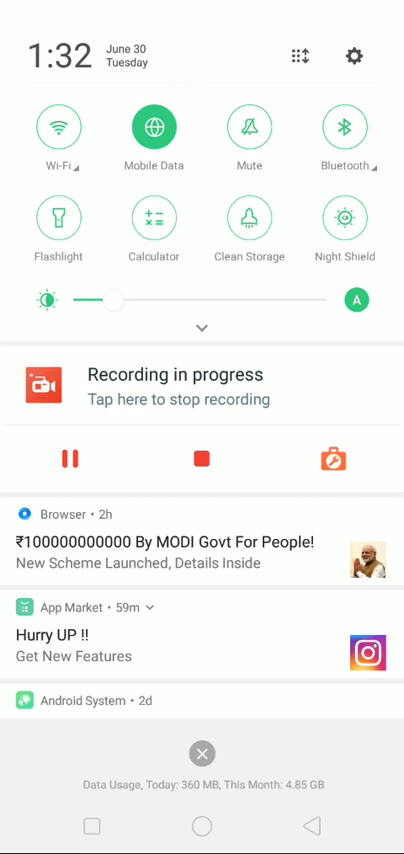 1:32
June 30
Tuesday
Wi-Fi
Mobile Data
Mute
Bluetooth
Flashlight
Calculator
Clean Storage
Night Shield
A
Recording in progress
Tap here to stop recording
Browser • 2h
₹100000000000 By MODI Govt For People!
New Scheme Launched, Details Inside
App Market • 59m
Hurry UP !!
Get New Features
Android System • 2d
Data Usage, Today: 360 MB, This Month: 4.85 GB